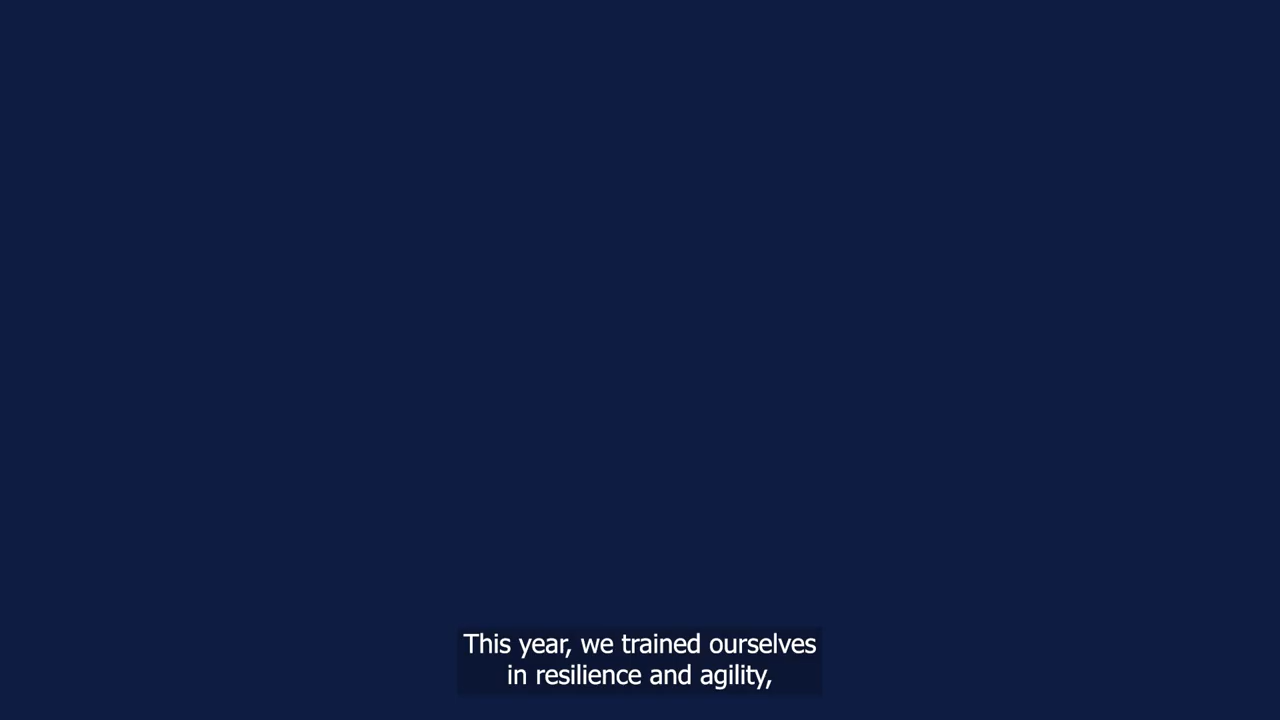 This year, we trained ourselves
in resilience and agility,